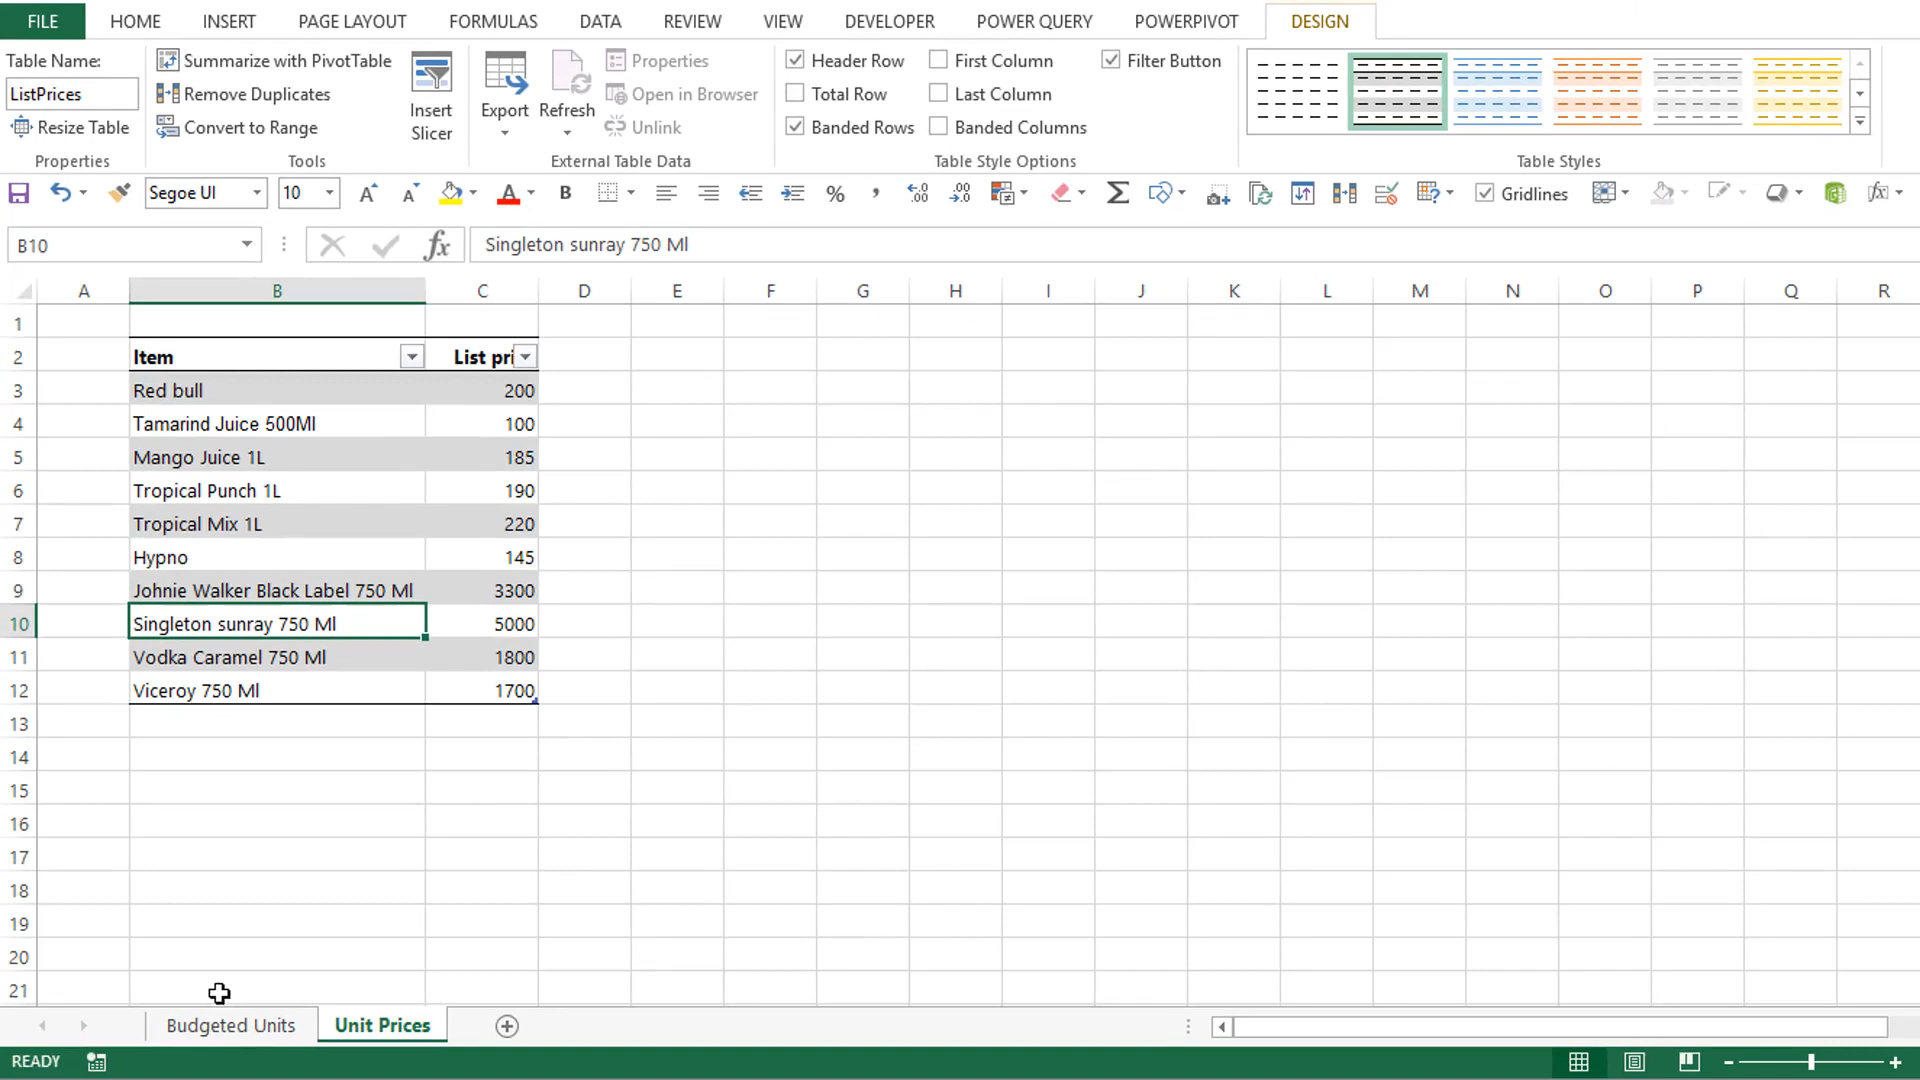 FILE HOME INSERT PAGE LAYOUT FORMULAS DATA REVIEW VIEW DEVELOPER POWER QUERY POWERPIVOT DESIGN
Table Name:
ListPrices
Resize Table
Properties
Summarize with PivotTable
Remove Duplicates
Convert to Range
Tools
Insert
Slicer
Export
Refresh
Properties
Open in Browser
Unlink
External Table Data
Header Row
Total Row
Banded Rows
First Column
Last Column
Banded Columns
Filter Button
Table Style Options
Table Styles
Segoe UI 10 A A A B % , .00 .00 Σ Gridlines fx
B10 fx Singleton sunray 750 Ml
A B C D E F G H I J K L M N O P Q R
1
2 Item List pri
3 Red bull 200
4 Tamarind Juice 500Ml 100
5 Mango Juice 1L 185
6 Tropical Punch 1L 190
7 Tropical Mix 1L 220
8 Hypno 145
9 Johnie Walker Black Label 750 Ml 3300
10 Singleton sunray 750 Ml 5000
11 Vodka Caramel 750 Ml 1800
12 Viceroy 750 Ml 1700
13
14
15
16
17
18
19
20
21
Budgeted Units Unit Prices
READY